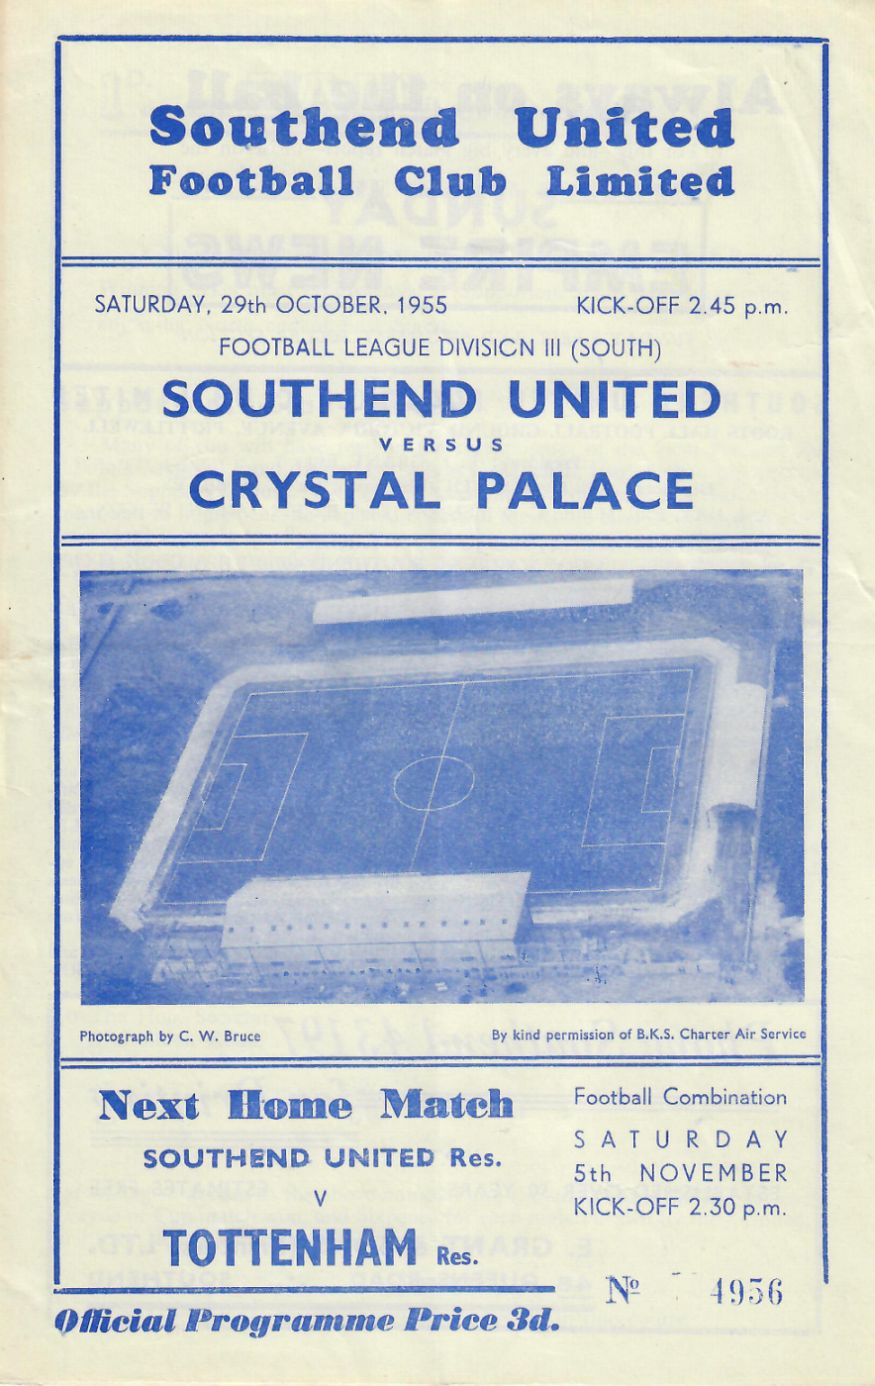 Southend United
Football Club Limited
SATURDAY, 29th OCTOBER, 1955 KICK-OFF 2.45 p.m.
FOOTBALL LEAGUE DIVISION III (SOUTH)
SOUTHEND UNITED
VERSUS
CRYSTAL PALACE
Photograph by C. W. Bruce By kind permission of B.K.S. Charter Air Service
Next Home Match
SOUTHEND UNITED Res.
V
TOTTENHAM Res.
Football Combination
SATURDAY
5th NOVEMBER
KICK-OFF 2.30 p.m.
Nº 4956
Official Programme Price 3d.